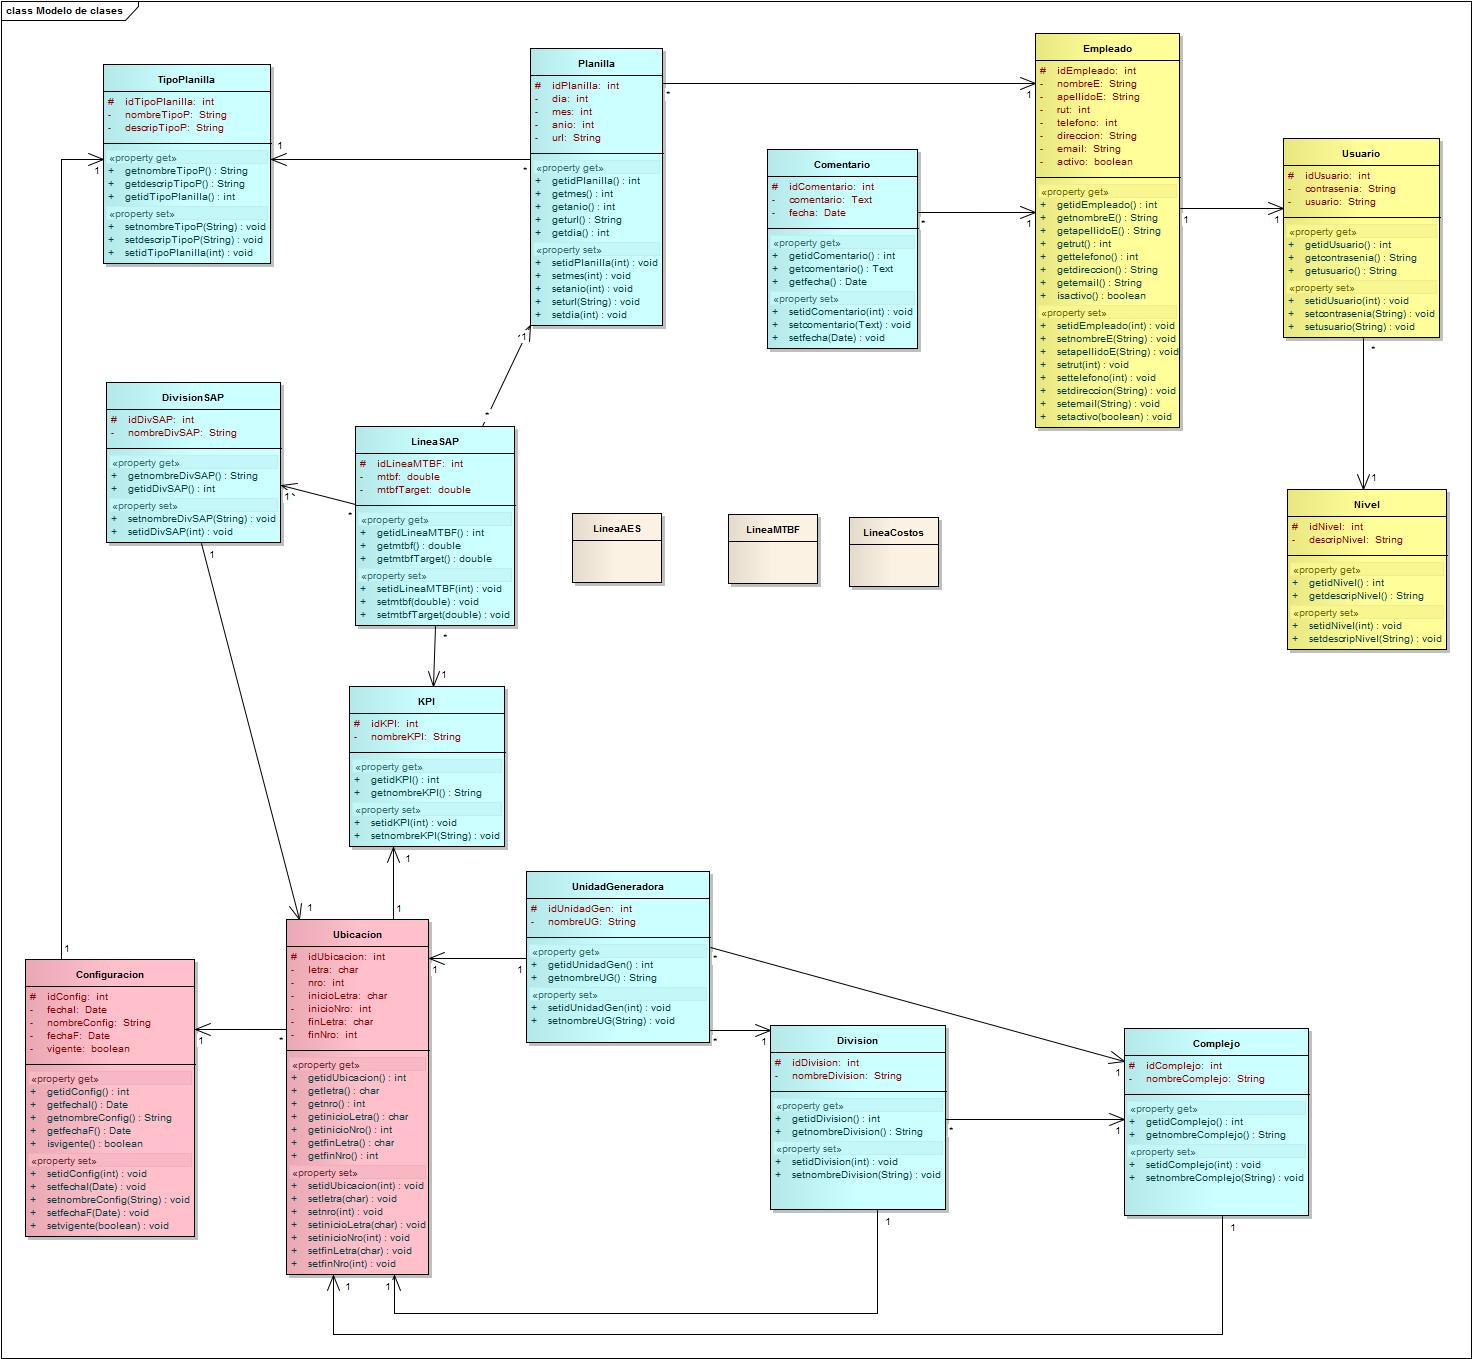 class Modelo de clases
TipoPlanilla
# idTipoPlanilla: int
- nombreTipoP: String
- descripTipoP: String
«property get»
+ getnombreTipoP() : String
+ getdescripTipoP() : String
+ getidTipoPlanilla() : int
«property set»
+ setnombreTipoP(String) : void
+ setdescripTipoP(String) : void
+ setidTipoPlanilla(int) : void
1
1
Planilla
# idPlanilla: int
- dia: int
- mes: int
- anio: int
- url: String
«property get»
+ getidPlanilla() : int
+ getmes() : int
+ getanio() : int
+ geturl() : String
+ getdia() : int
«property set»
+ setidPlanilla(int) : void
+ setmes(int) : void
+ setanio(int) : void
+ seturl(String) : void
+ setdia(int) : void
*
*
1
Comentario
# idComentario: int
- comentario: Text
- fecha: Date
«property get»
+ getidComentario() : int
+ getcomentario() : Text
+ getfecha() : Date
«property set»
+ setidComentario(int) : void
+ setcomentario(Text) : void
+ setfecha(Date) : void
*
Empleado
# idEmpleado: int
- nombreE: String
- apellidoE: String
- rut: int
- telefono: int
- direccion: String
- email: String
- activo: boolean
«property get»
+ getidEmpleado() : int
+ getnombreE() : String
+ getapellidoE() : String
+ getrut() : int
+ gettelefono() : int
+ getdireccion() : String
+ getemail() : String
+ isactivo() : boolean
«property set»
+ setidEmpleado(int) : void
+ setnombreE(String) : void
+ setapellidoE(String) : void
+ setrut(int) : void
+ settelefono(int) : void
+ setdireccion(String) : void
+ setemail(String) : void
+ setactivo(boolean) : void
1
1
1
Usuario
# idUsuario: int
- contrasenia: String
- usuario: String
«property get»
+ getidUsuario() : int
+ getcontrasenia() : String
+ getusuario() : String
«property set»
+ setidUsuario(int) : void
+ setcontrasenia(String) : void
+ setusuario(String) : void
1
*
DivisionSAP
# idDivSAP: int
- nombreDivSAP: String
«property get»
+ getnombreDivSAP() : String
+ getidDivSAP() : int
«property set»
+ setnombreDivSAP(String) : void
+ setidDivSAP(int) : void
1
1
LineaSAP
# idLineaMTBF: int
- mtbf: double
- mtbfTarget: double
«property get»
+ getidLineaMTBF() : int
+ getmtbf() : double
+ getmtbfTarget() : double
«property set»
+ setidLineaMTBF(int) : void
+ setmtbf(double) : void
+ setmtbfTarget(double) : void
*
*
*
LineaAES
LineaMTBF
LineaCostos
Nivel
# idNivel: int
- descripNivel: String
«property get»
+ getidNivel() : int
+ getdescripNivel() : String
«property set»
+ setidNivel(int) : void
+ setdescripNivel(String) : void
1
KPI
# idKPI: int
- nombreKPI: String
«property get»
+ getidKPI() : int
+ getnombreKPI() : String
«property set»
+ setidKPI(int) : void
+ setnombreKPI(String) : void
1
1
Configuracion
# idConfig: int
- fechaI: Date
- nombreConfig: String
- fechaF: Date
- vigente: boolean
«property get»
+ getidConfig() : int
+ getfechaI() : Date
+ getnombreConfig() : String
+ getfechaF() : Date
+ isvigente() : boolean
«property set»
+ setidConfig(int) : void
+ setfechaI(Date) : void
+ setnombreConfig(String) : void
+ setfechaF(Date) : void
+ setvigente(boolean) : void
1
1
Ubicacion
# idUbicacion: int
- letra: char
- nro: int
- inicioLetra: char
- inicioNro: int
- finLetra: char
- finNro: int
«property get»
+ getidUbicacion() : int
+ getletra() : char
+ getnro() : int
+ getinicioLetra() : char
+ getinicioNro() : int
+ getfinLetra() : char
+ getfinNro() : int
«property set»
+ setidUbicacion(int) : void
+ setletra(char) : void
+ setnro(int) : void
+ setinicioLetra(char) : void
+ setinicioNro(int) : void
+ setfinLetra(char) : void
+ setfinNro(int) : void
1
1
1
*
1
1
UnidadGeneradora
# idUnidadGen: int
- nombreUG: String
«property get»
+ getidUnidadGen() : int
+ getnombreUG() : String
«property set»
+ setidUnidadGen(int) : void
+ setnombreUG(String) : void
1
*
*
Division
# idDivision: int
- nombreDivision: String
«property get»
+ getidDivision() : int
+ getnombreDivision() : String
«property set»
+ setidDivision(int) : void
+ setnombreDivision(String) : void
1
*
1
Complejo
# idComplejo: int
- nombreComplejo: String
«property get»
+ getidComplejo() : int
+ getnombreComplejo() : String
«property set»
+ setidComplejo(int) : void
+ setnombreComplejo(String) : void
1
1
1